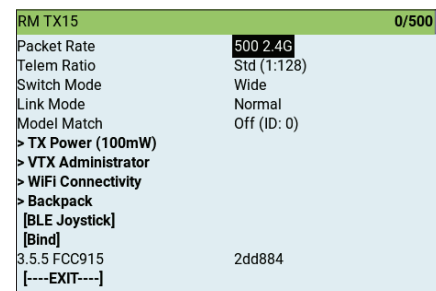 RM TX15 0/500
Packet Rate 500 2.4G
Telem Ratio Std (1:128)
Switch Mode Wide
Link Mode Normal
Model Match Off (ID: 0)
> TX Power (100mW)
> VTX Administrator
> WiFi Connectivity
> Backpack
[BLE Joystick]
[Bind]
3.5.5 FCC915 2dd884
[----EXIT----]